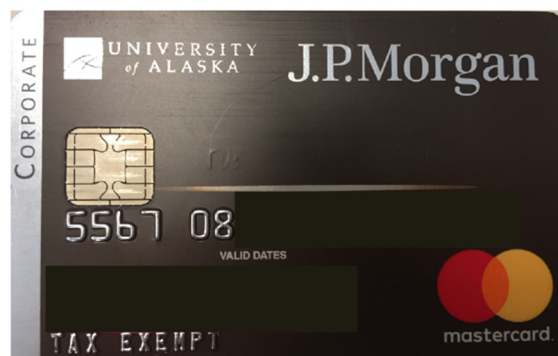 CORPORATE
UNIVERSITY
of ALASKA
J.P.Morgan
5567 08
VALID DATES
TAX EXEMPT
mastercard